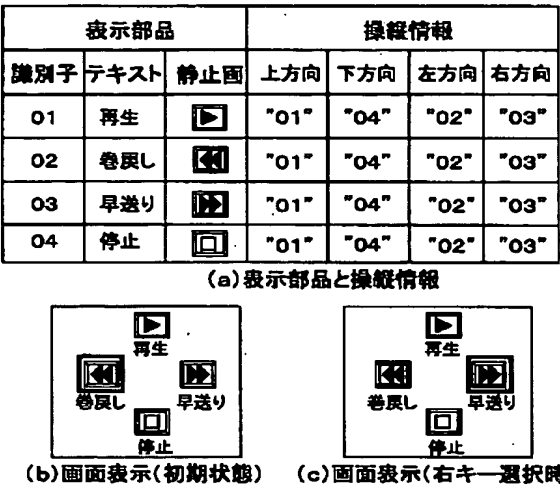 表示部品 操縦情報
識別子 テキスト 静止画 上方向 下方向 左方向 右方向
01 再生 "01" "04" "02" "03"
02 巻戻し "01" "04" "02" "03"
03 早送り "01" "04" "02" "03"
04 停止 "01" "04" "02" "03"
(a)表示部品と操縦情報
再生
巻戻し 早送り
停止
再生
巻戻し 早送り
停止
(b)画面表示(初期状態) (c)画面表示(右キー選択時